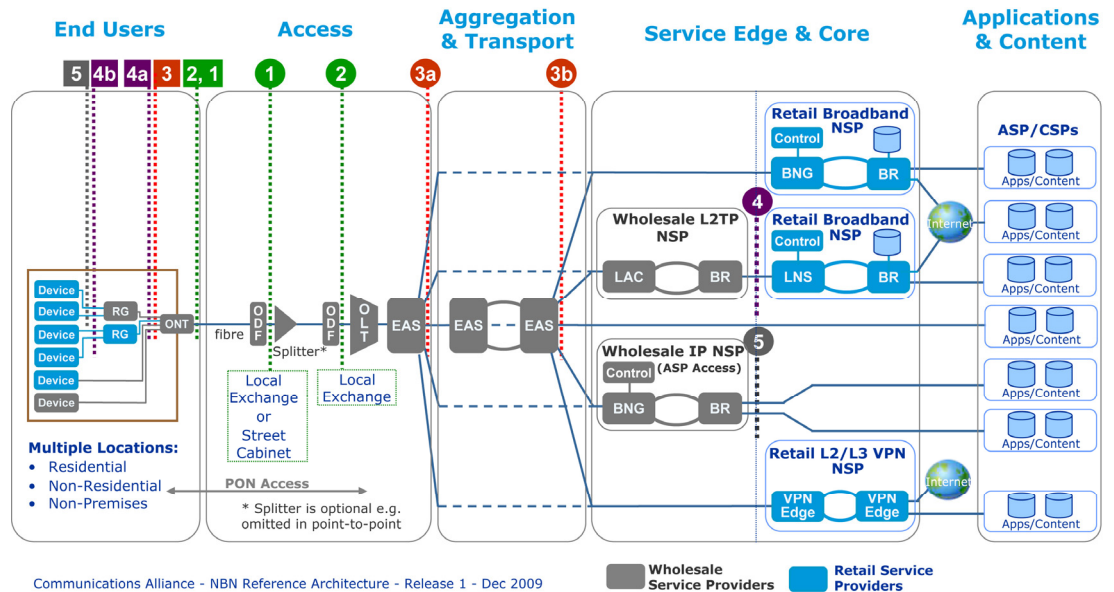 End Users
Access
Aggregation
& Transport
Service Edge & Core
Applications
& Content
5
4b
4a
3
2, 1
1
2
3a
3b
Retail Broadband
NSP
Control
BNG
BR
ASP/CSPs
Apps/Content
4
Wholesale L2TP
NSP
Retail Broadband
NSP
Control
Internet
Apps/Content
LAC
BR
LNS
BR
Apps/Content
Device
Device
RG
Device
RG
ONT
Device
Device
Device
fibre
ODF
Splitter*
ODF
OLT
EAS
EAS
EAS
Apps/Content
5
Wholesale IP NSP
(ASP Access)
Control
BNG
BR
Apps/Content
Apps/Content
Local
Exchange
or
Street
Cabinet
Local
Exchange
Multiple Locations:
• Residential
• Non-Residential
• Non-Premises
PON Access
* Splitter is optional e.g.
omitted in point-to-point
Retail L2/L3 VPN
NSP
VPN
Edge
VPN
Edge
Internet
Apps/Content
Communications Alliance - NBN Reference Architecture - Release 1 - Dec 2009
Wholesale
Service Providers
Retail Service
Providers